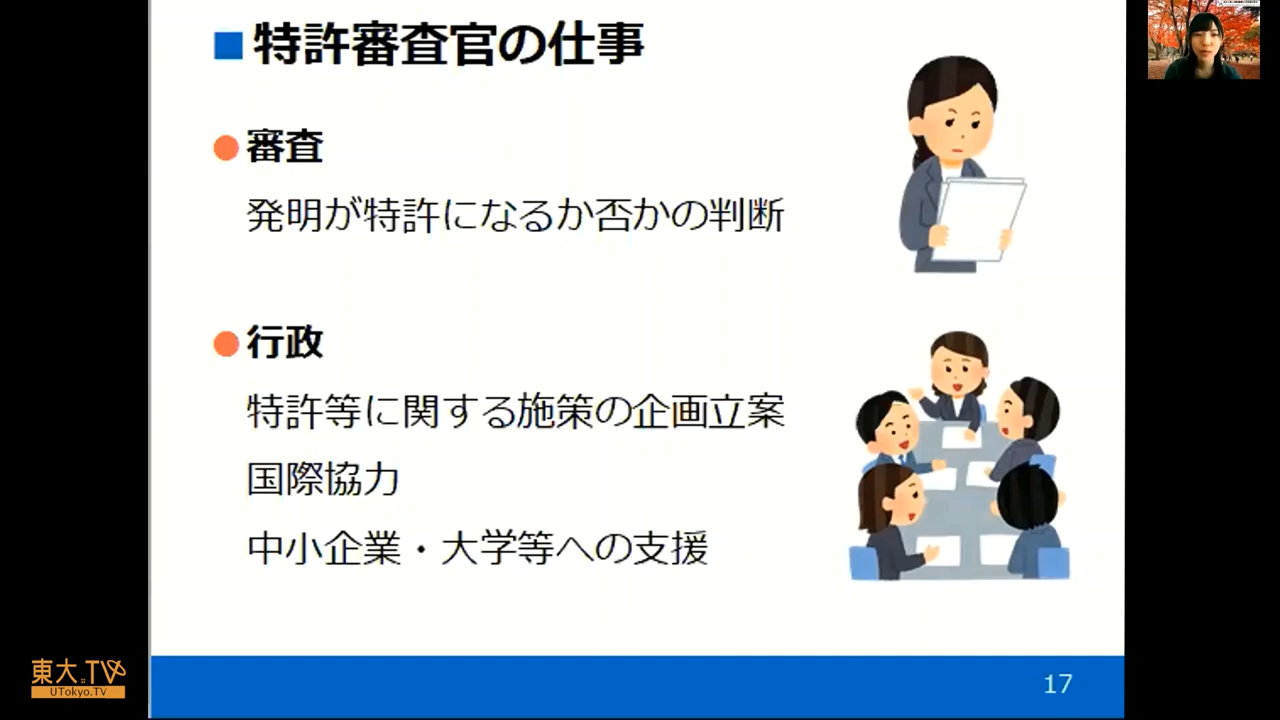 特許審査官の仕事
審査
発明が特許になるか否かの判断
行政
特許等に関する施策の企画立案
国際協力
中小企業・大学等への支援
17
東大.TV
UTokyo.TV